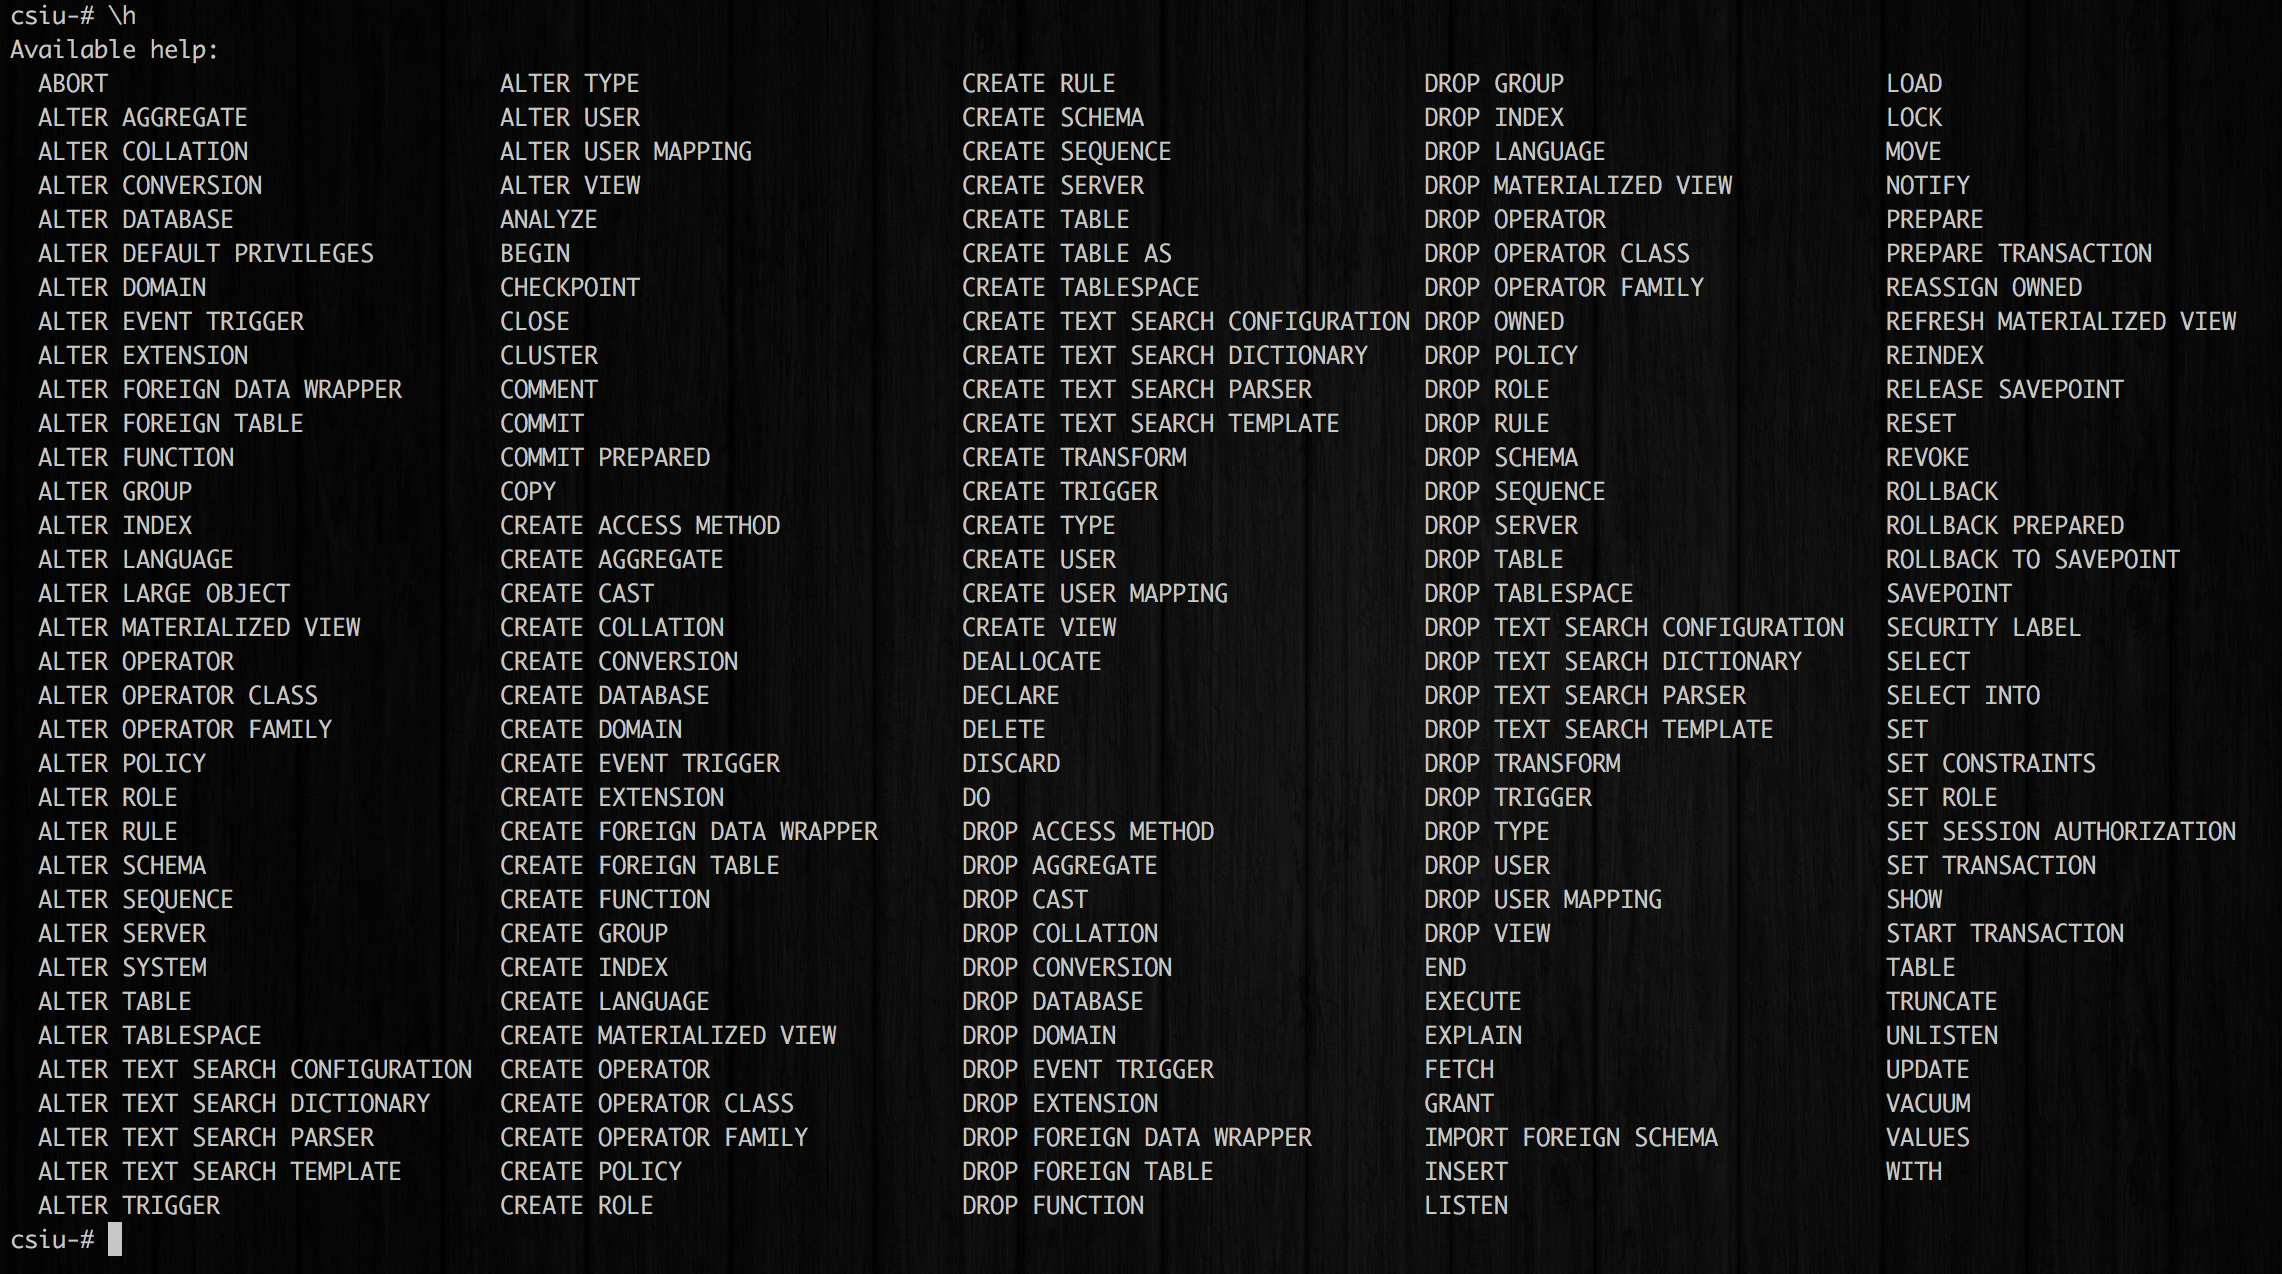 csiu-# \h
Available help:
ABORT ALTER TYPE CREATE RULE DROP GROUP LOAD
ALTER AGGREGATE ALTER USER CREATE SCHEMA DROP INDEX LOCK
ALTER COLLATION ALTER USER MAPPING CREATE SEQUENCE DROP LANGUAGE MOVE
ALTER CONVERSION ALTER VIEW CREATE SERVER DROP MATERIALIZED VIEW NOTIFY
ALTER DATABASE ANALYZE CREATE TABLE DROP OPERATOR PREPARE
ALTER DEFAULT PRIVILEGES BEGIN CREATE TABLE AS DROP OPERATOR CLASS PREPARE TRANSACTION
ALTER DOMAIN CHECKPOINT CREATE TABLESPACE DROP OPERATOR FAMILY REASSIGN OWNED
ALTER EVENT TRIGGER CLOSE CREATE TEXT SEARCH CONFIGURATION DROP OWNED REFRESH MATERIALIZED VIEW
ALTER EXTENSION CLUSTER CREATE TEXT SEARCH DICTIONARY DROP POLICY REINDEX
ALTER FOREIGN DATA WRAPPER COMMENT CREATE TEXT SEARCH PARSER DROP ROLE RELEASE SAVEPOINT
ALTER FOREIGN TABLE COMMIT CREATE TEXT SEARCH TEMPLATE DROP RULE RESET
ALTER FUNCTION COMMIT PREPARED CREATE TRANSFORM DROP SCHEMA REVOKE
ALTER GROUP COPY CREATE TRIGGER DROP SEQUENCE ROLLBACK
ALTER INDEX CREATE ACCESS METHOD CREATE TYPE DROP SERVER ROLLBACK PREPARED
ALTER LANGUAGE CREATE AGGREGATE CREATE USER DROP TABLE ROLLBACK TO SAVEPOINT
ALTER LARGE OBJECT CREATE CAST CREATE USER MAPPING DROP TABLESPACE SAVEPOINT
ALTER MATERIALIZED VIEW CREATE COLLATION CREATE VIEW DROP TEXT SEARCH CONFIGURATION SECURITY LABEL
ALTER OPERATOR CREATE CONVERSION DEALLOCATE DROP TEXT SEARCH DICTIONARY SELECT
ALTER OPERATOR CLASS CREATE DATABASE DECLARE DROP TEXT SEARCH PARSER SELECT INTO
ALTER OPERATOR FAMILY CREATE DOMAIN DELETE DROP TEXT SEARCH TEMPLATE SET
ALTER POLICY CREATE EVENT TRIGGER DISCARD DROP TRANSFORM SET CONSTRAINTS
ALTER ROLE CREATE EXTENSION DO DROP TRIGGER SET ROLE
ALTER RULE CREATE FOREIGN DATA WRAPPER DROP ACCESS METHOD DROP TYPE SET SESSION AUTHORIZATION
ALTER SCHEMA CREATE FOREIGN TABLE DROP AGGREGATE DROP USER SET TRANSACTION
ALTER SEQUENCE CREATE FUNCTION DROP CAST DROP USER MAPPING SHOW
ALTER SERVER CREATE GROUP DROP COLLATION DROP VIEW START TRANSACTION
ALTER SYSTEM CREATE INDEX DROP CONVERSION END TABLE
ALTER TABLE CREATE LANGUAGE DROP DATABASE EXECUTE TRUNCATE
ALTER TABLESPACE CREATE MATERIALIZED VIEW DROP DOMAIN EXPLAIN UNLISTEN
ALTER TEXT SEARCH CONFIGURATION CREATE OPERATOR DROP EVENT TRIGGER FETCH UPDATE
ALTER TEXT SEARCH DICTIONARY CREATE OPERATOR CLASS DROP EXTENSION GRANT VACUUM
ALTER TEXT SEARCH PARSER CREATE OPERATOR FAMILY DROP FOREIGN DATA WRAPPER IMPORT FOREIGN SCHEMA VALUES
ALTER TEXT SEARCH TEMPLATE CREATE POLICY DROP FOREIGN TABLE INSERT WITH
ALTER TRIGGER CREATE ROLE DROP FUNCTION LISTEN
csiu-#